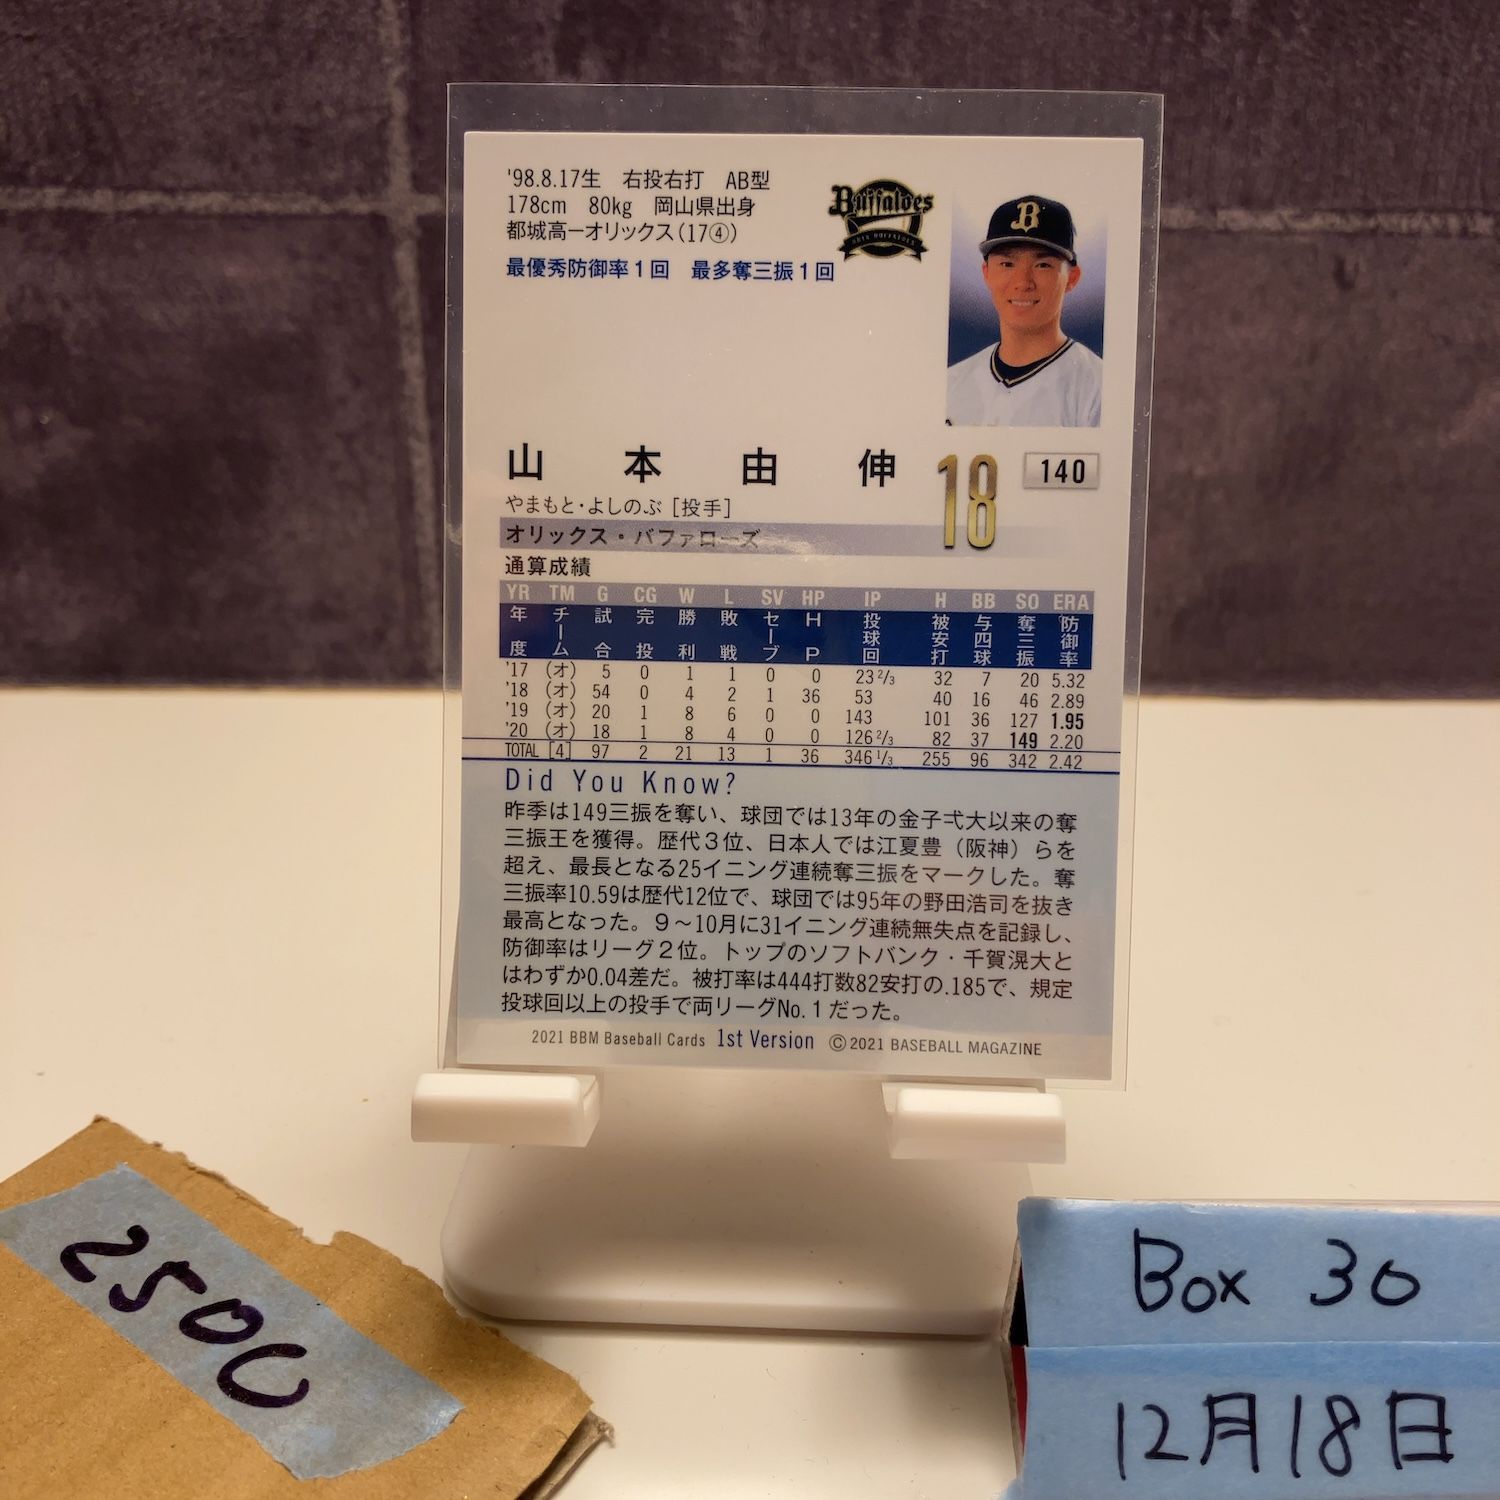 '98.8.17生 右投右打 AB型
178cm 80kg 岡山県出身
都城高ーオリックス(17④)
最優秀防御率1回 最多奪三振1回
Buffaloes
ORIX BUFFALOES
B
山本由伸 18 140
やまもと・よしのぶ [投手]
オリックス・バファローズ
通算成績
YR TM G CG W L SV HP IP H BB SO ERA
年度 チーム 試合 完投 勝利 敗戦 セーブ HP 投球回 被安打 与四球 奪三振 防御率
'17 (オ) 5 0 1 1 0 0 23 2/3 32 7 20 5.32
'18 (オ) 54 0 4 2 1 36 53 40 16 46 2.89
'19 (オ) 20 1 8 6 0 0 143 101 36 127 1.95
'20 (オ) 18 1 8 4 0 0 126 2/3 82 37 149 2.20
TOTAL [4] 97 2 21 13 1 36 346 1/3 255 96 342 2.42
Did You Know?
昨季は149三振を奪い、球団では13年の金子弌大以来の奪
三振王を獲得。歴代3位、日本人では江夏豊(阪神)らを
超え、最長となる25イニング連続奪三振をマークした。奪
三振率10.59は歴代12位で、球団では95年の野田浩司を抜き
最高となった。9～10月に31イニング連続無失点を記録し、
防御率はリーグ2位。トップのソフトバンク・千賀滉大と
はわずか0.04差だ。被打率は444打数82安打の.185で、規定
投球回以上の投手で両リーグNo.1だった。
2021 BBM Baseball Cards 1st Version ©2021 BASEBALL MAGAZINE
2500
Box 30
12月18日